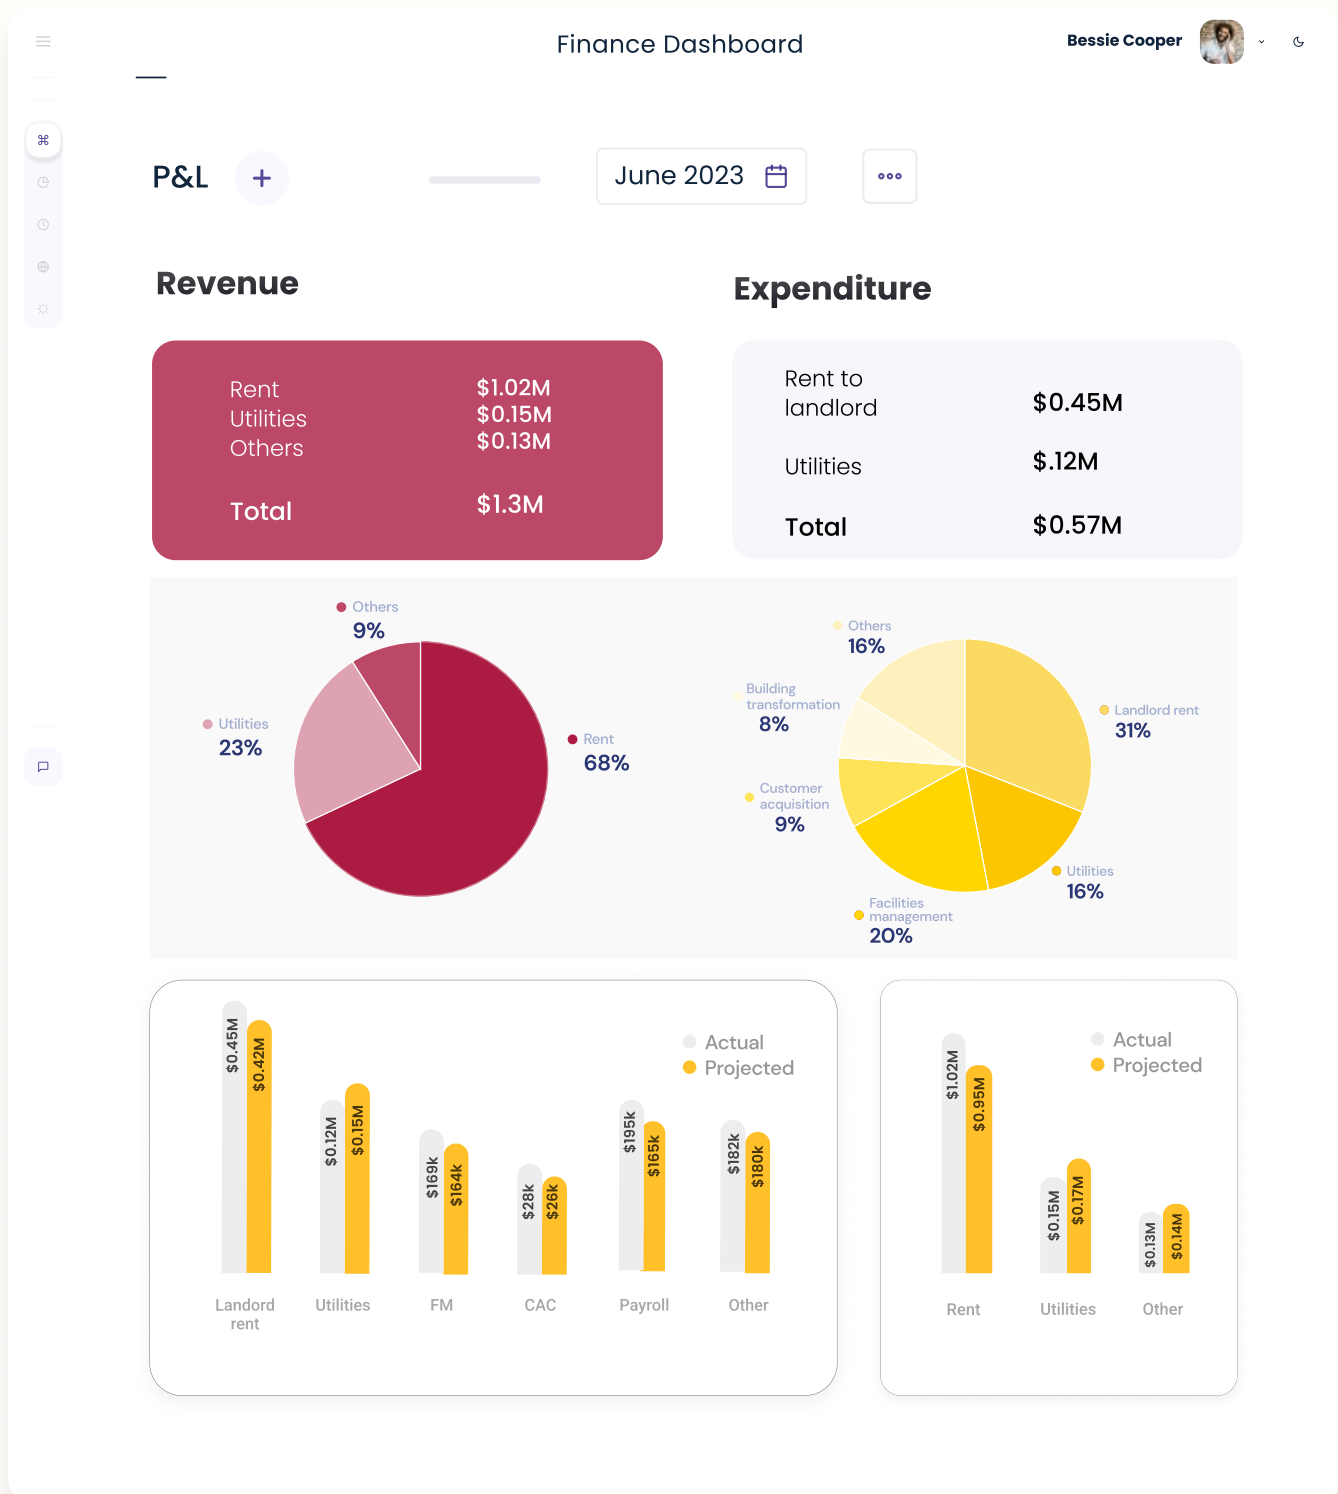 Finance Dashboard
Bessie Cooper
P&L
June 2023
Revenue
Expenditure
Rent $1.02M
Utilities $0.15M
Others $0.13M
Total $1.3M
Rent to
landlord $0.45M
Utilities $.12M
Total $0.57M
Others
9%
Utilities
23%
Rent
68%
Others
16%
Building
transformation
8%
Landlord rent
31%
Customer
acquisition
9%
Utilities
16%
Facilities
management
20%
Actual
Projected
$0.45M
$0.42M
$0.12M
$0.15M
$169k
$164k
$28k
$26k
$195k
$165k
$182k
$180k
Landord
rent
Utilities
FM
CAC
Payroll
Other
Actual
Projected
$1.02M
$0.95M
$0.15M
$0.17M
$0.13M
$0.14M
Rent
Utilities
Other